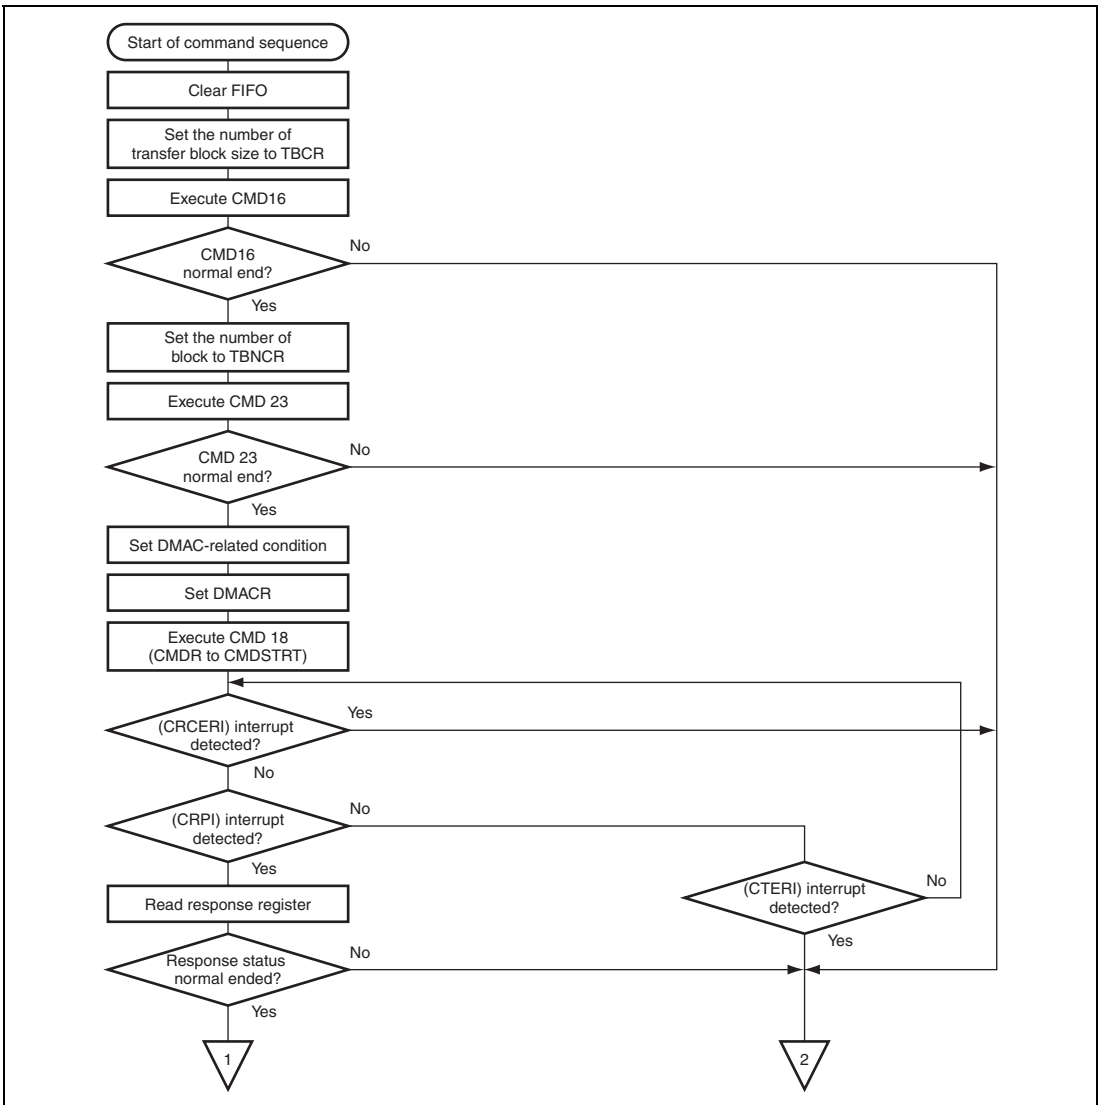 Start of command sequence
Clear FIFO
Set the number of
transfer block size to TBCR
Execute CMD16
CMD16
normal end?
No
Yes
Set the number of
block to TBNCR
Execute CMD 23
CMD 23
normal end?
No
Yes
Set DMAC-related condition
Set DMACR
Execute CMD 18
(CMDR to CMDSTRT)
(CRCERI) interrupt
detected?
Yes
No
(CRPI) interrupt
detected?
No
Yes
(CTERI) interrupt
detected?
No
Yes
Read response register
Response status
normal ended?
No
Yes
1
2